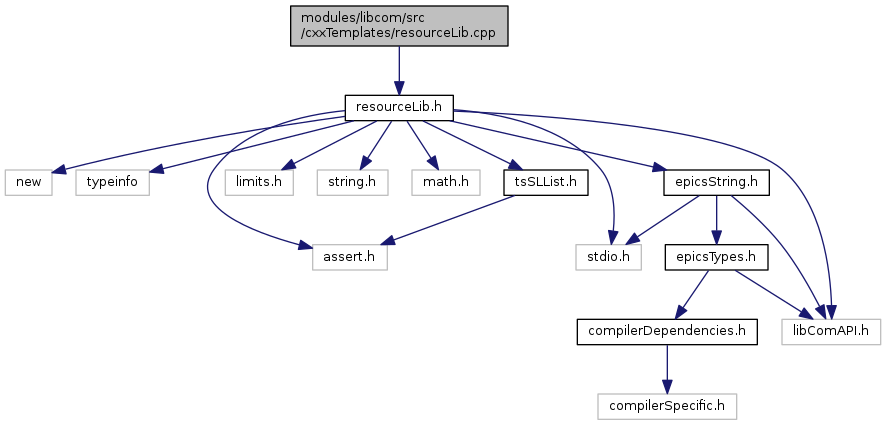 modules/libcom/src
/cxxTemplates/resourceLib.cpp
resourceLib.h
new
typeinfo
limits.h
string.h
math.h
tsSLList.h
epicsString.h
assert.h
stdio.h
epicsTypes.h
compilerDependencies.h
libComAPI.h
compilerSpecific.h